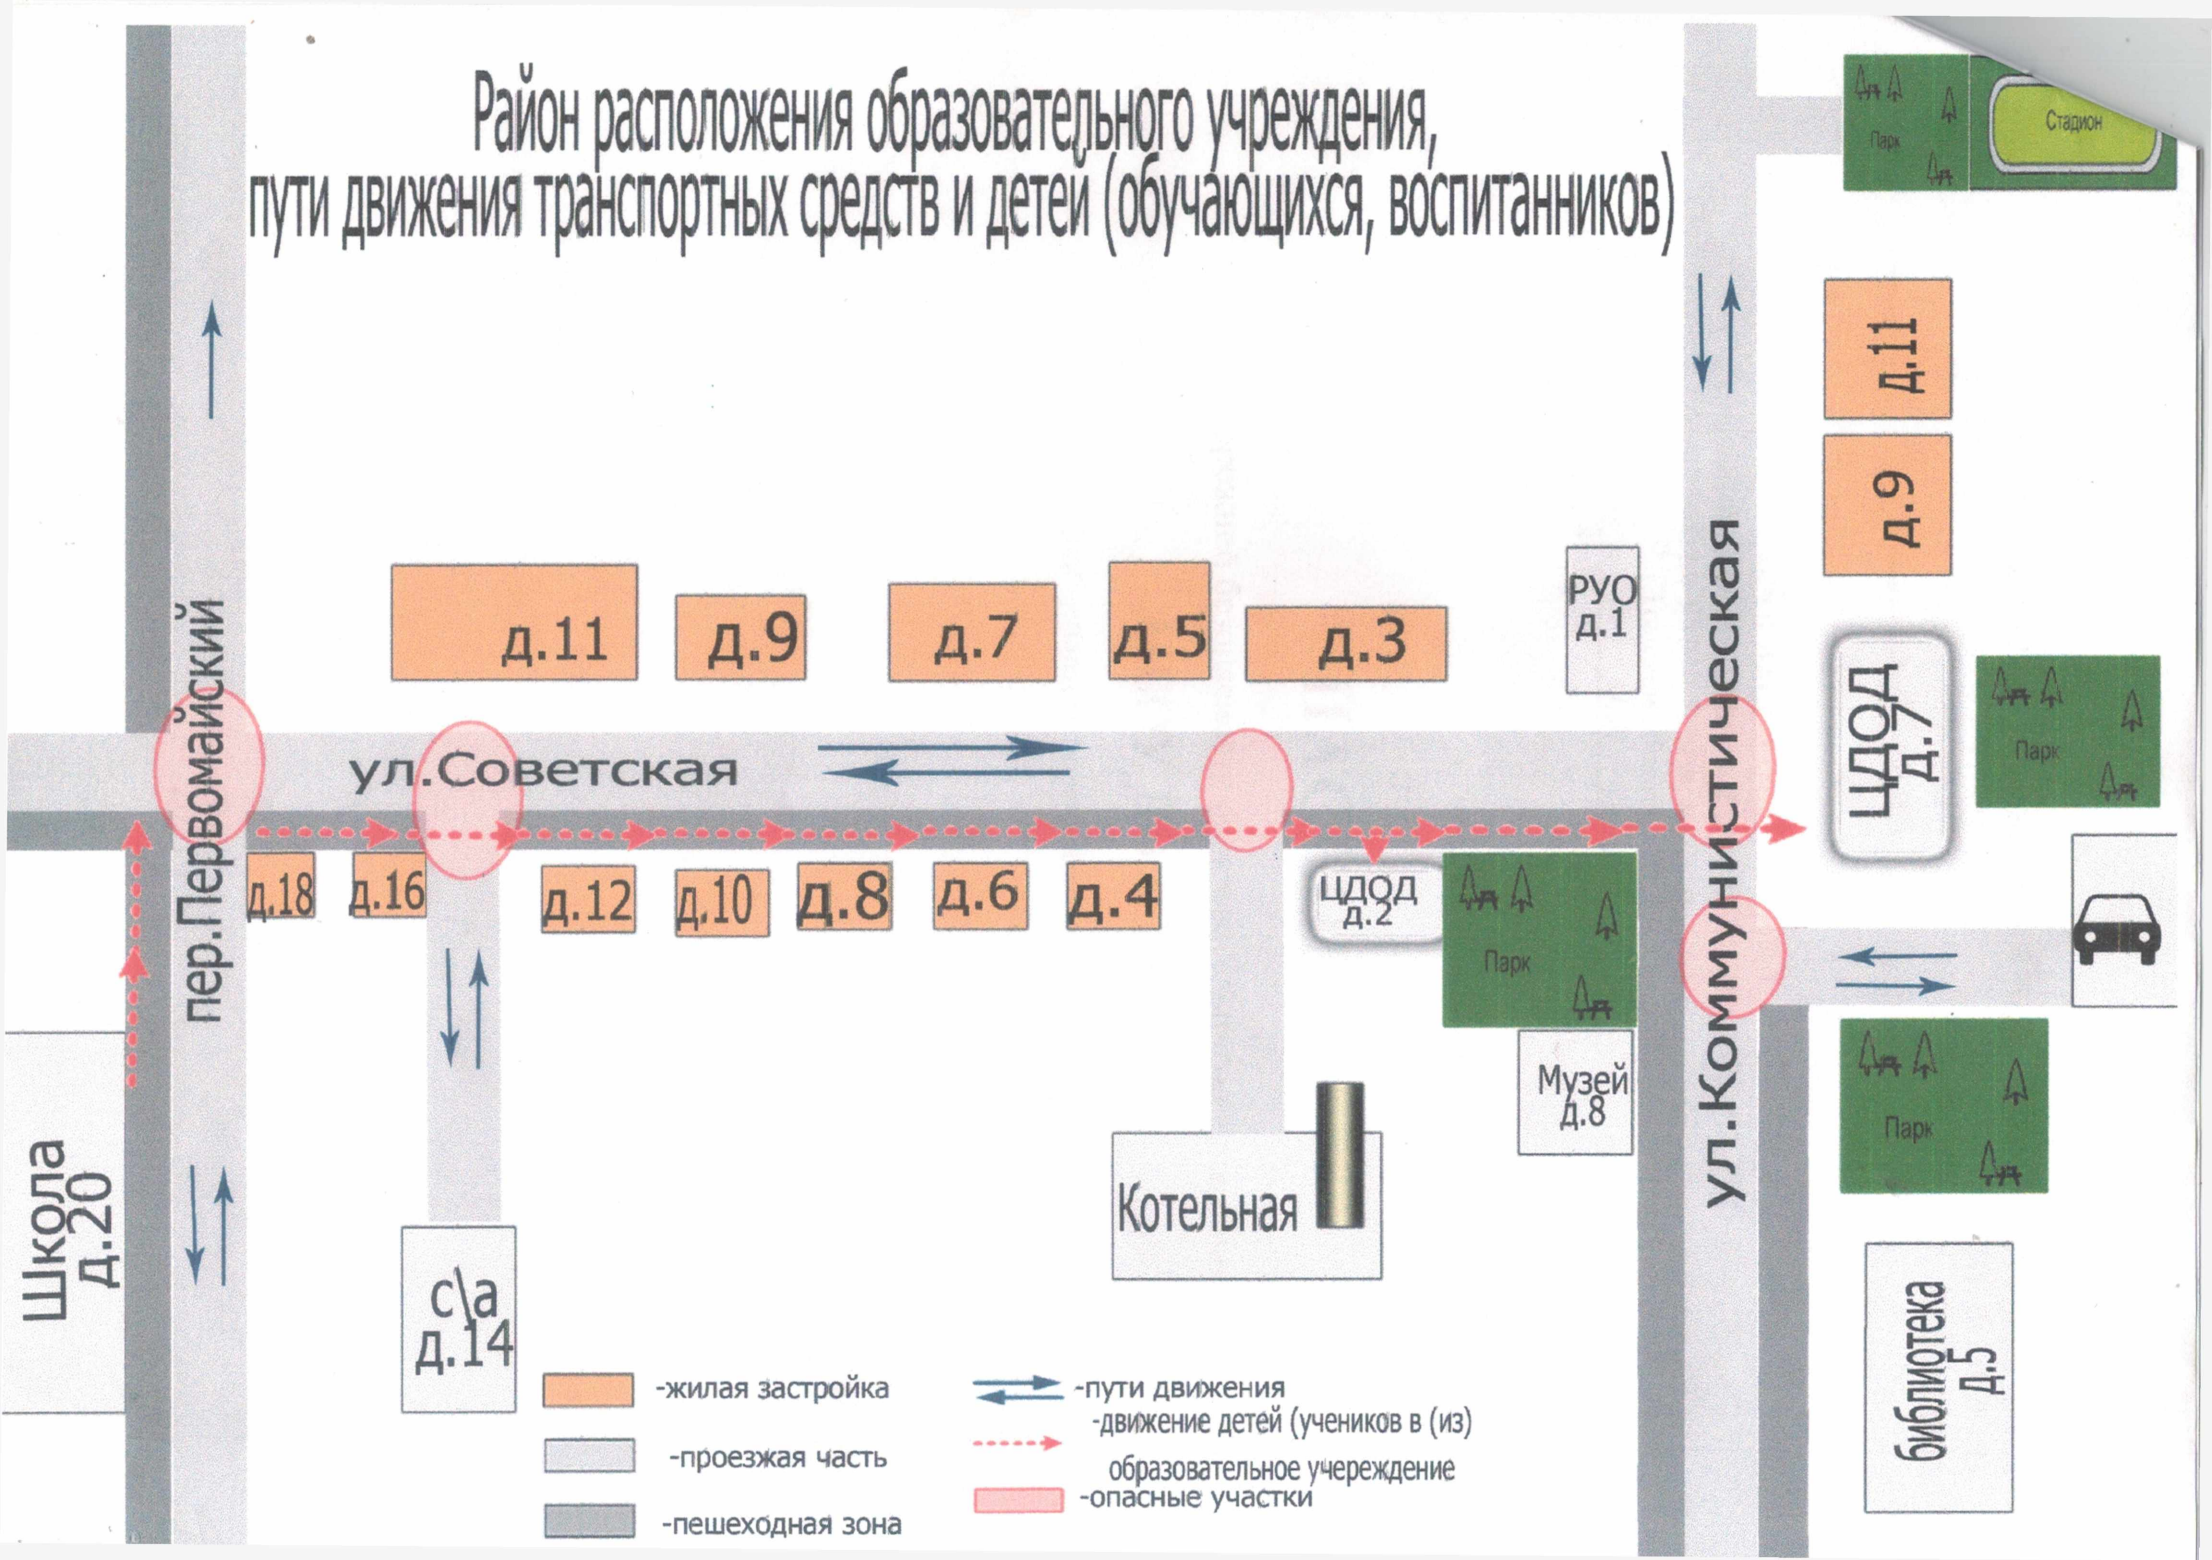 Район расположения образовательного учреждения,
пути движения транспортных средств и детей (обучающихся, воспитанников)
Парк
Стадион
д.11
д.9
ул.Коммунистическая
РУО
д.1
д.11
д.9
д.7
д.5
д.3
ЦДОД
д.7
Парк
пер.Первомайский
ул.Советская
д.18
д.16
д.12
д.10
д.8
д.6
д.4
ЦДОД
д.2
Парк
Музей
д.8
Парк
Школа
д.20
с\а
д.14
Котельная
библиотека
д.5
-жилая застройка
-проезжая часть
-пешеходная зона
-пути движения
-движение детей (учеников в (из)
образовательное учереждение
-опасные участки